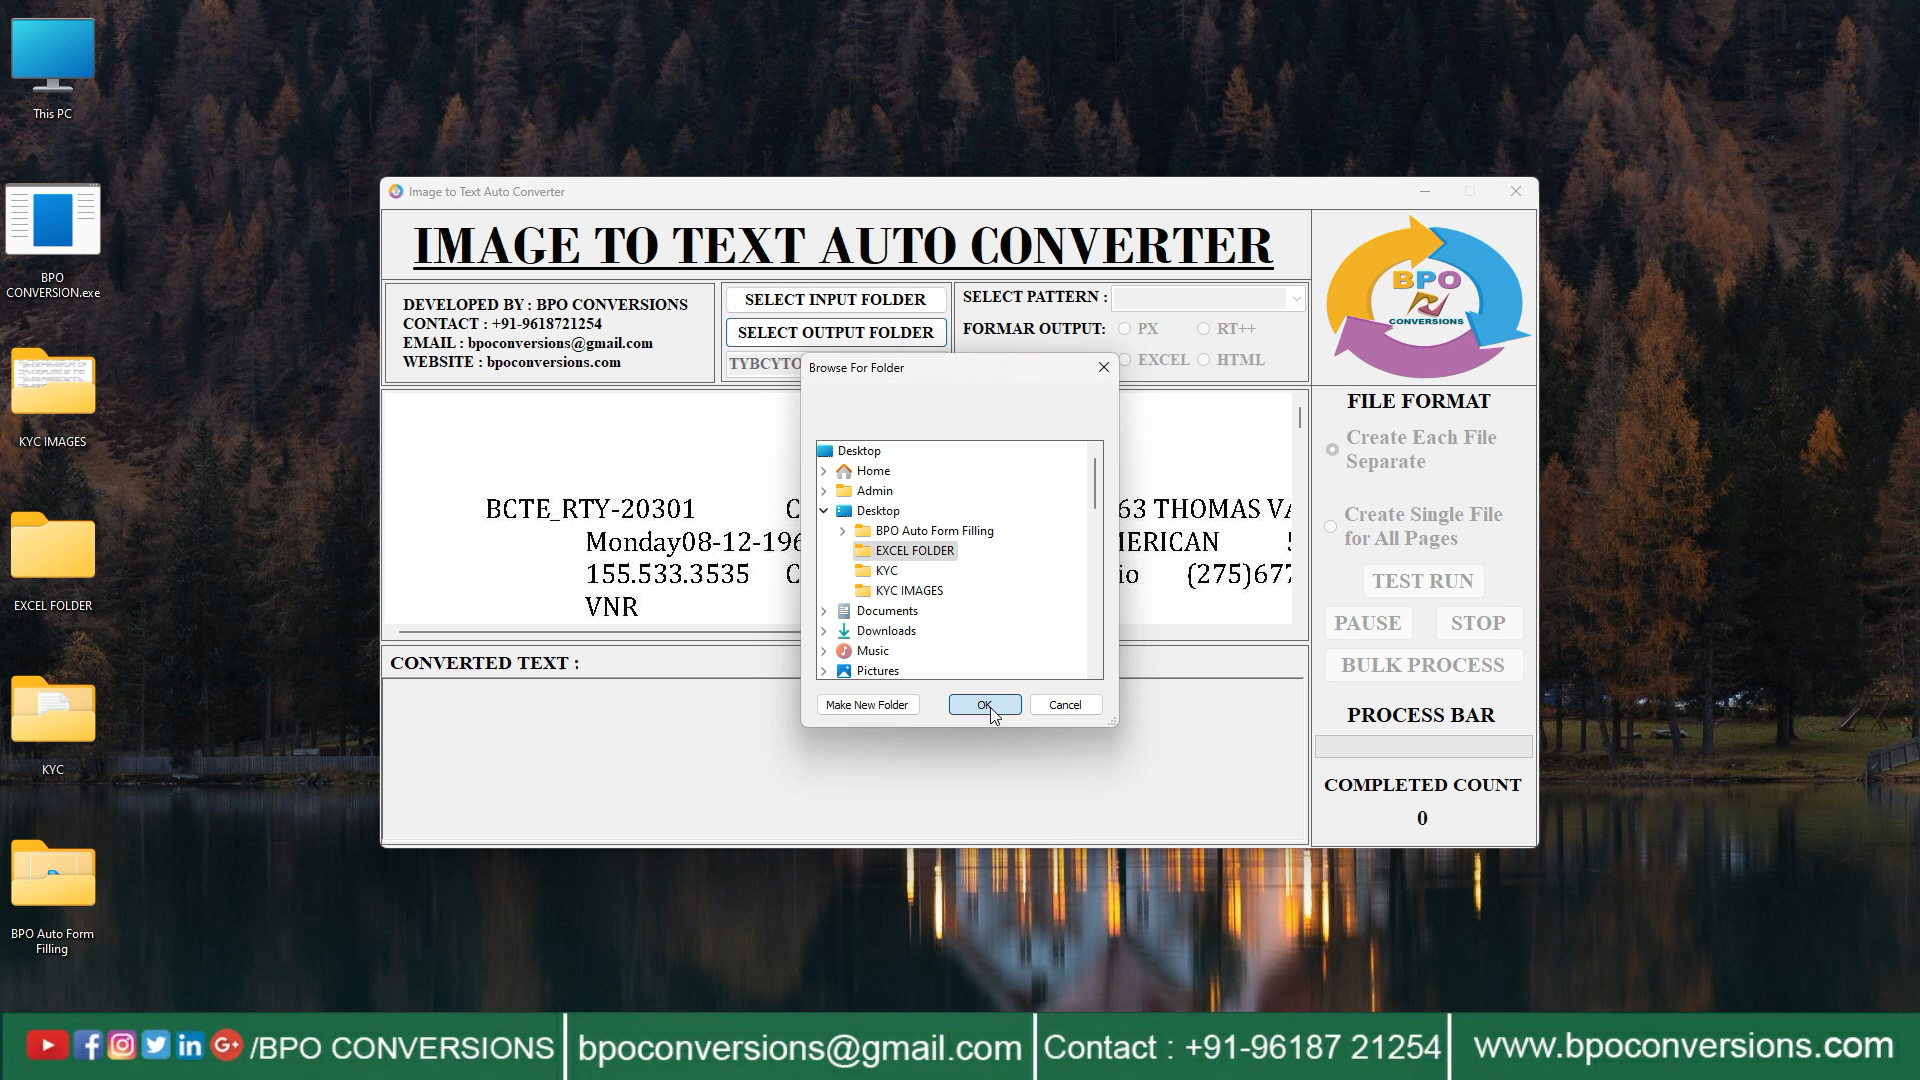 This PC
BPO
CONVERSION.exe
KYC IMAGES
EXCEL FOLDER
KYC
BPO Auto Form
Filling
Image to Text Auto Converter
IMAGE TO TEXT AUTO CONVERTER
DEVELOPED BY : BPO CONVERSIONS
CONTACT : +91-9618721254
EMAIL : bpoconversions@gmail.com
WEBSITE : bpoconversions.com
SELECT INPUT FOLDER
SELECT OUTPUT FOLDER
TYBCYTO
SELECT PATTERN :
FORMAR OUTPUT:
PX
RT++
EXCEL
HTML
BPO
CONVERSIONS
BCTE_RTY-20301
63 THOMAS
Monday08-12-196
MERICAN
155.533.3535
io
(275)677
VNR
CONVERTED TEXT :
Browse For Folder
Desktop
Home
Admin
Desktop
BPO Auto Form Filling
EXCEL FOLDER
KYC
KYC IMAGES
Documents
Downloads
Music
Pictures
Make New Folder
OK
Cancel
FILE FORMAT
Create Each File
Separate
Create Single File
for All Pages
TEST RUN
PAUSE
STOP
BULK PROCESS
PROCESS BAR
COMPLETED COUNT
0
/BPO CONVERSIONS
bpoconversions@gmail.com
Contact : +91-96187 21254
www.bpoconversions.com